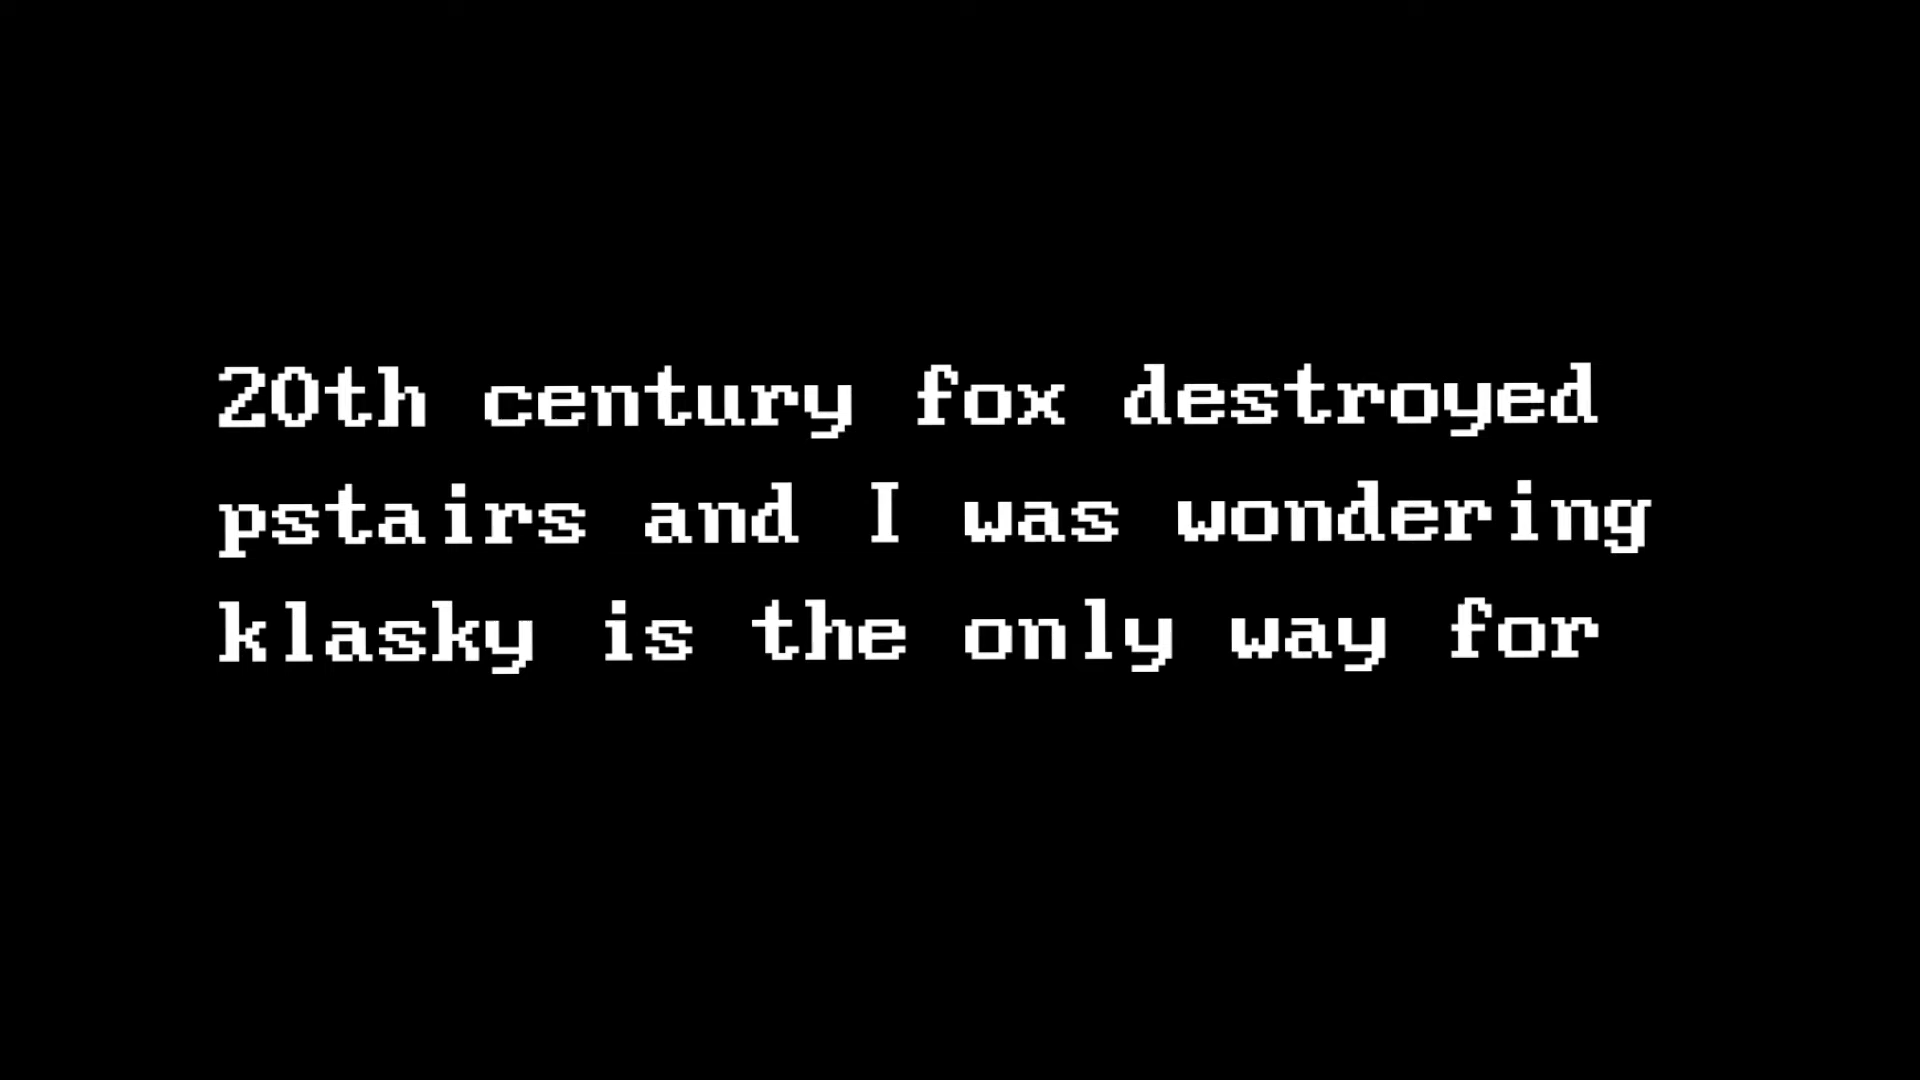 20th century fox destroyed
pstairs and I was wondering
klasky is the only way for